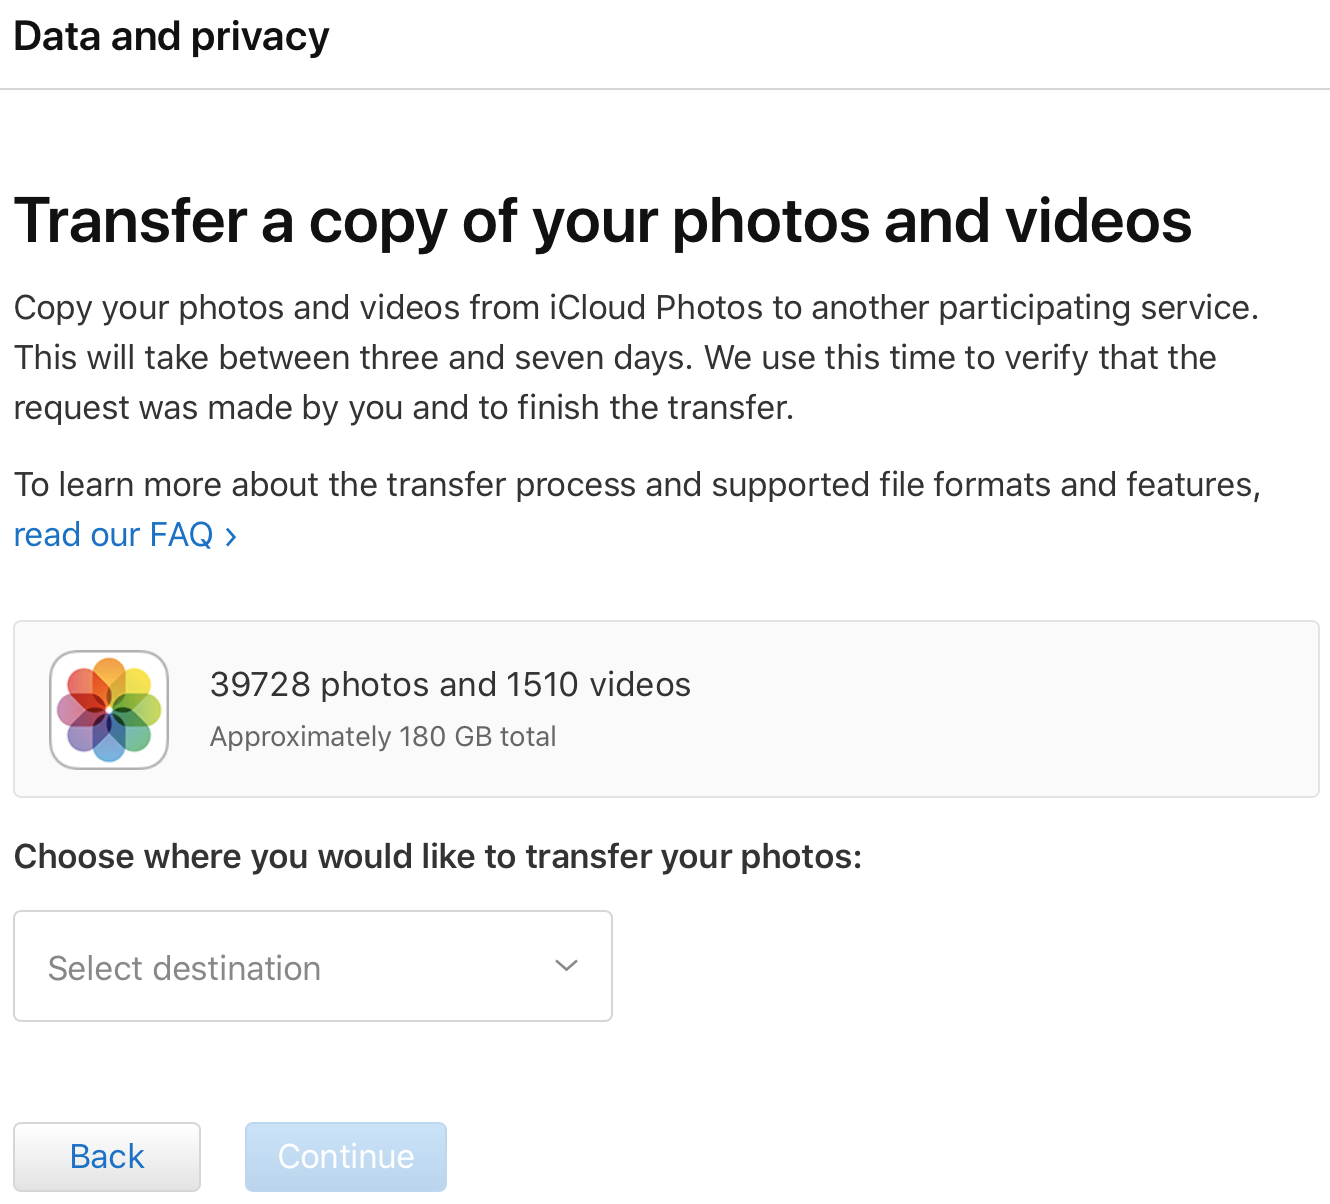 Data and privacy
Transfer a copy of your photos and videos
Copy your photos and videos from iCloud Photos to another participating service.
This will take between three and seven days. We use this time to verify that the
request was made by you and to finish the transfer.
To learn more about the transfer process and supported file formats and features,
read our FAQ ›
39728 photos and 1510 videos
Approximately 180 GB total
Choose where you would like to transfer your photos:
Select destination
Back
Continue